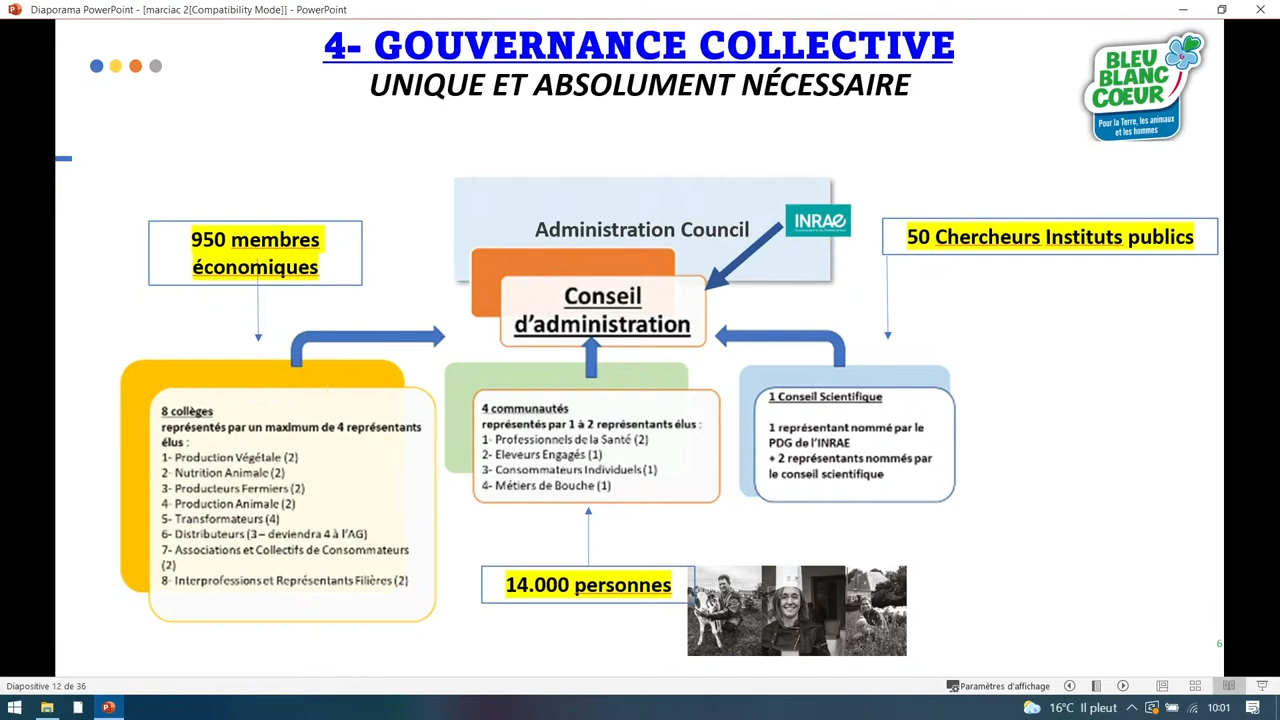 Diaporama PowerPoint - [marciac 2[Compatibility Mode]] - PowerPoint
4- GOUVERNANCE COLLECTIVE
UNIQUE ET ABSOLUMENT NÉCESSAIRE
BLEU
BLANC
COEUR
Pour la Terre, les animaux
et les hommes
Administration Council
INRAE
950 membres
économiques
50 Chercheurs Instituts publics
Conseil
d'administration
8 collèges
représentés par un maximum de 4 représentants
élus :
1- Production Végétale (2)
2- Nutrition Animale (2)
3- Producteurs Fermiers (2)
4- Production Animale (2)
5- Transformateurs (4)
6- Distributeurs (3 – deviendra 4 à l'AG)
7- Associations et Collectifs de Consommateurs
(2)
8- Interprofessions et Représentants Filières (2)
4 communautés
représentés par 1 à 2 représentants élus :
1- Professionnels de la Santé (2)
2- Eleveurs Engagés (1)
3- Consommateurs Individuels (1)
4- Métiers de Bouche (1)
1 Conseil Scientifique
1 représentant nommé par le
PDG de l'INRAE
+ 2 représentants nommés par
le conseil scientifique
14.000 personnes
6
Diapositive 12 de 36
Paramètres d'affichage
16°C Il pleut
10:01